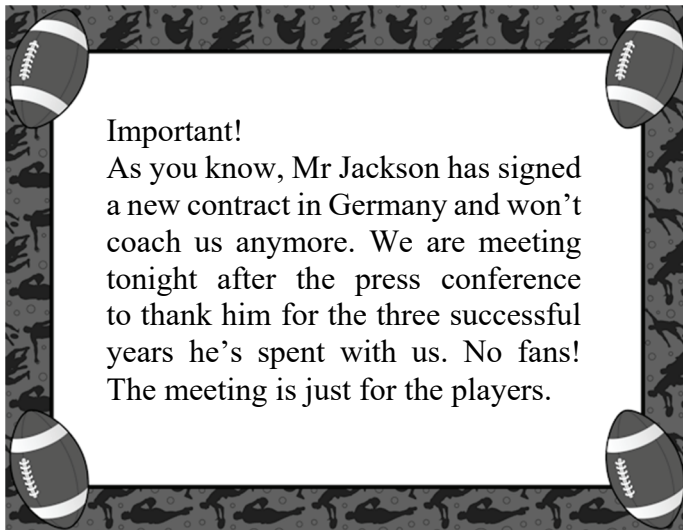 Important!
As you know, Mr Jackson has signed
a new contract in Germany and won’t
coach us anymore. We are meeting
tonight after the press conference
to thank him for the three successful
years he’s spent with us. No fans!
The meeting is just for the players.